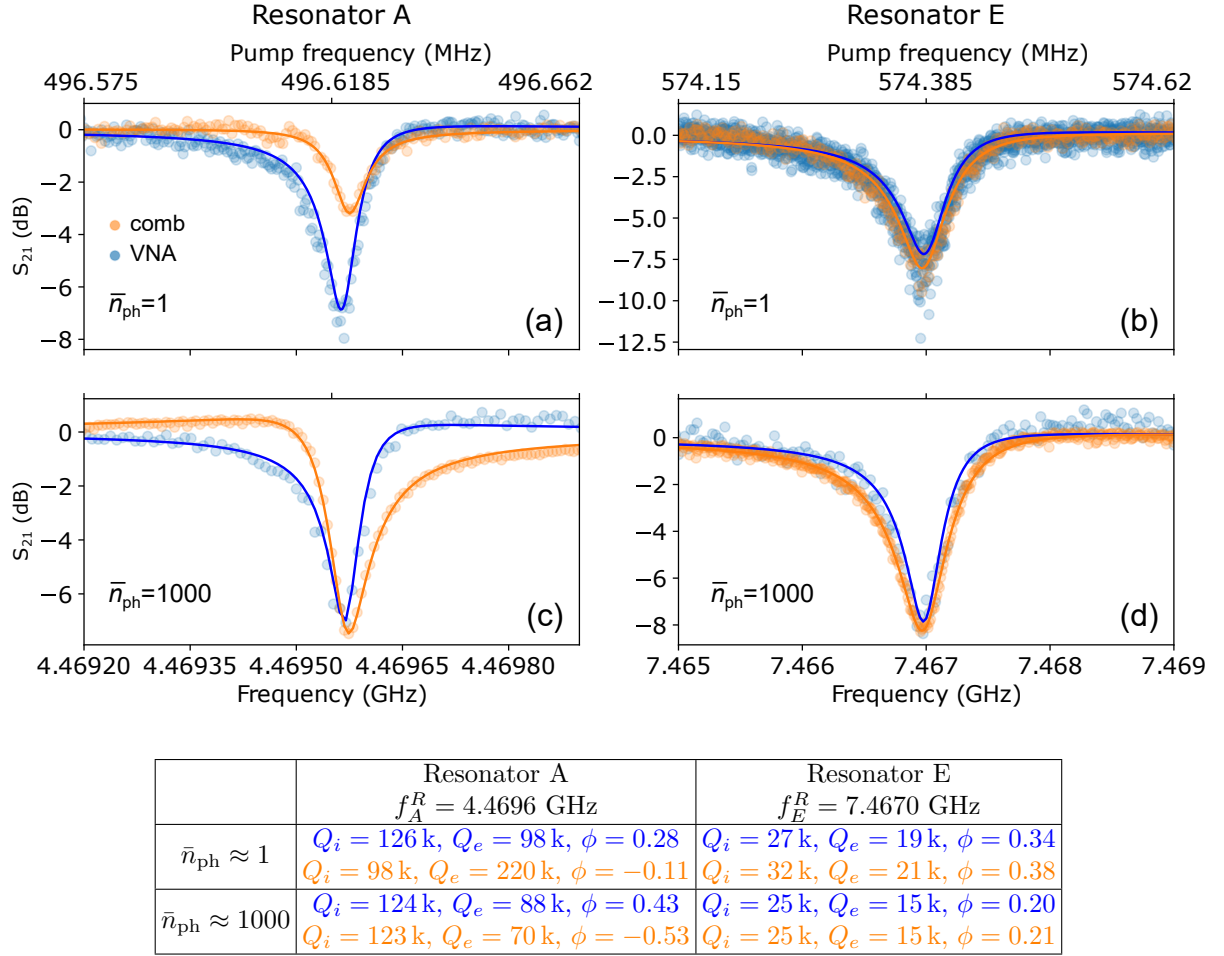 Resonator A
Resonator E
Pump frequency (MHz)
Pump frequency (MHz)
496.575 496.6185 496.662
574.15 574.385 574.62
0
−2
−4
−6
−8
S21 (dB)
comb
VNA
n̅ph=1
(a)
0.0
−2.5
−5.0
−7.5
−10.0
−12.5
n̅ph=1
(b)
0
−2
−4
−6
S21 (dB)
n̅ph=1000
(c)
0
−2
−4
−6
−8
n̅ph=1000
(d)
4.46920 4.46935 4.46950 4.46965 4.46980
7.465 7.466 7.467 7.468 7.469
Frequency (GHz)
Frequency (GHz)
Resonator A Resonator E
f_A^R = 4.4696 GHz f_E^R = 7.4670 GHz
n̄ph ≈ 1
Qi = 126 k, Qe = 98 k, ϕ = 0.28 Qi = 27 k, Qe = 19 k, ϕ = 0.34
Qi = 98 k, Qe = 220 k, ϕ = −0.11 Qi = 32 k, Qe = 21 k, ϕ = 0.38
n̄ph ≈ 1000
Qi = 124 k, Qe = 88 k, ϕ = 0.43 Qi = 25 k, Qe = 15 k, ϕ = 0.20
Qi = 123 k, Qe = 70 k, ϕ = −0.53 Qi = 25 k, Qe = 15 k, ϕ = 0.21